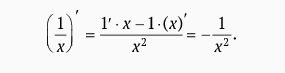 (1/x)′ = (1′ · x − 1 · (x)′)/x² = − 1/x².